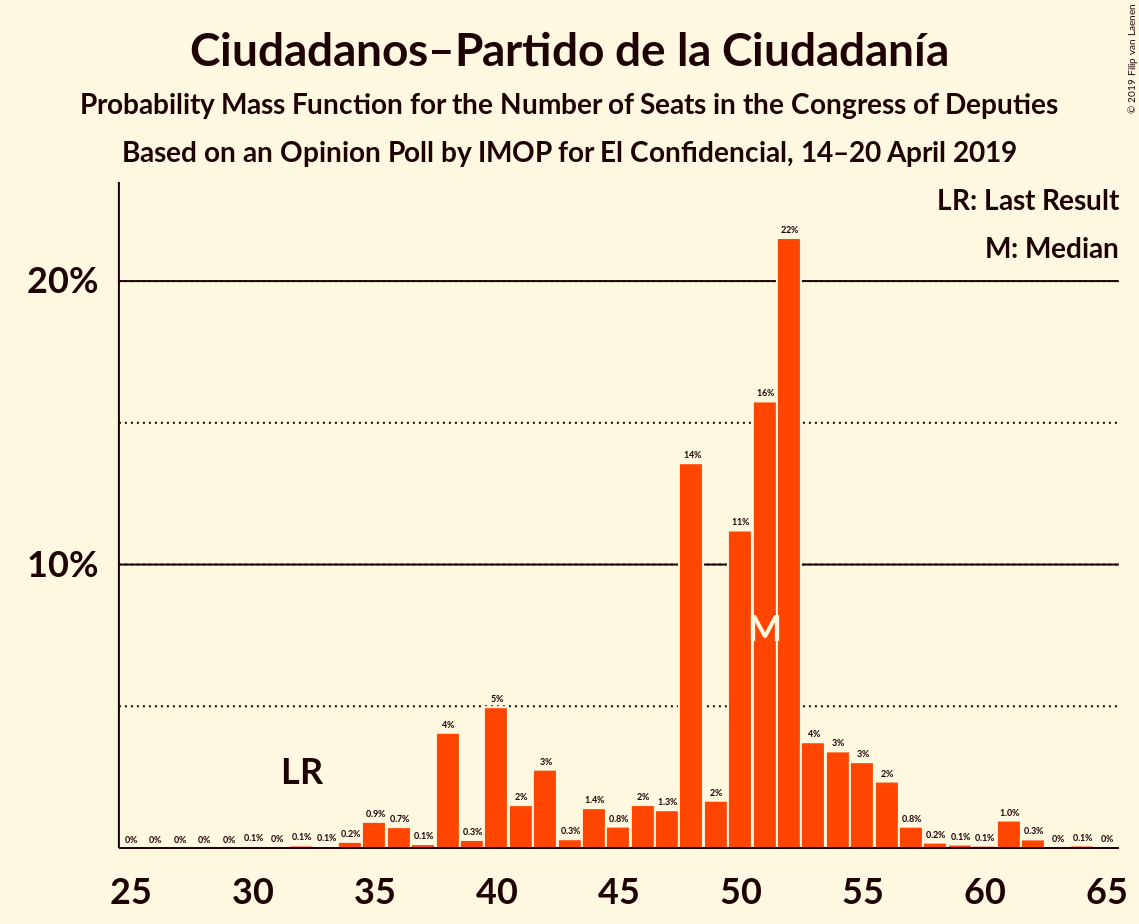 Ciudadanos–Partido de la Ciudadanía
Probability Mass Function for the Number of Seats in the Congress of Deputies
Based on an Opinion Poll by IMOP for El Confidencial, 14–20 April 2019
© 2019 Filip van Laenen
LR: Last Result
M: Median
20%
10%
0% 0% 0% 0% 0% 0.1% 0% 0.1% 0.1% 0.2% 0.9% 0.7% 0.1% 4% 0.3% 5% 2% 3% 0.3% 1.4% 0.8% 2% 1.3% 14% 2% 11% 16% 22% 4% 3% 3% 2% 0.8% 0.2% 0.1% 0.1% 1.0% 0.3% 0% 0.1% 0%
LR
M
25 30 35 40 45 50 55 60 65